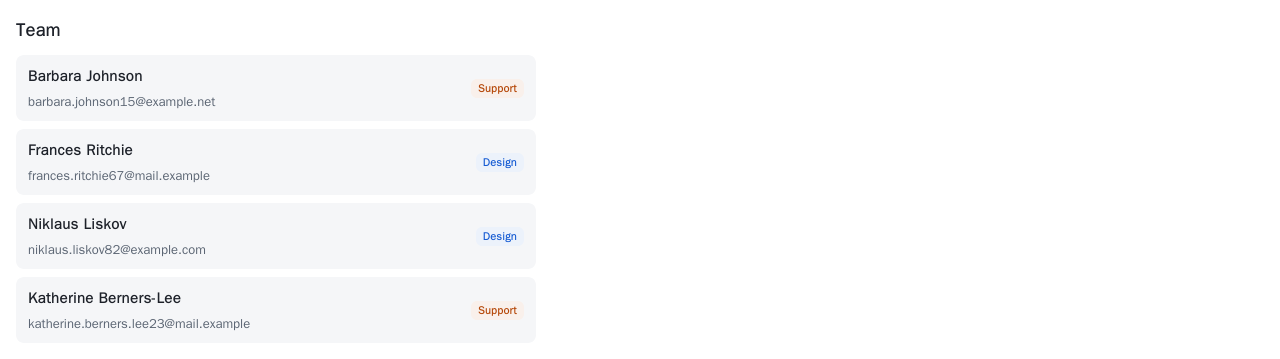 Team
Barbara Johnson
barbara.johnson15@example.net
Support
Frances Ritchie
frances.ritchie67@mail.example
Design
Niklaus Liskov
niklaus.liskov82@example.com
Design
Katherine Berners-Lee
katherine.berners.lee23@mail.example
Support